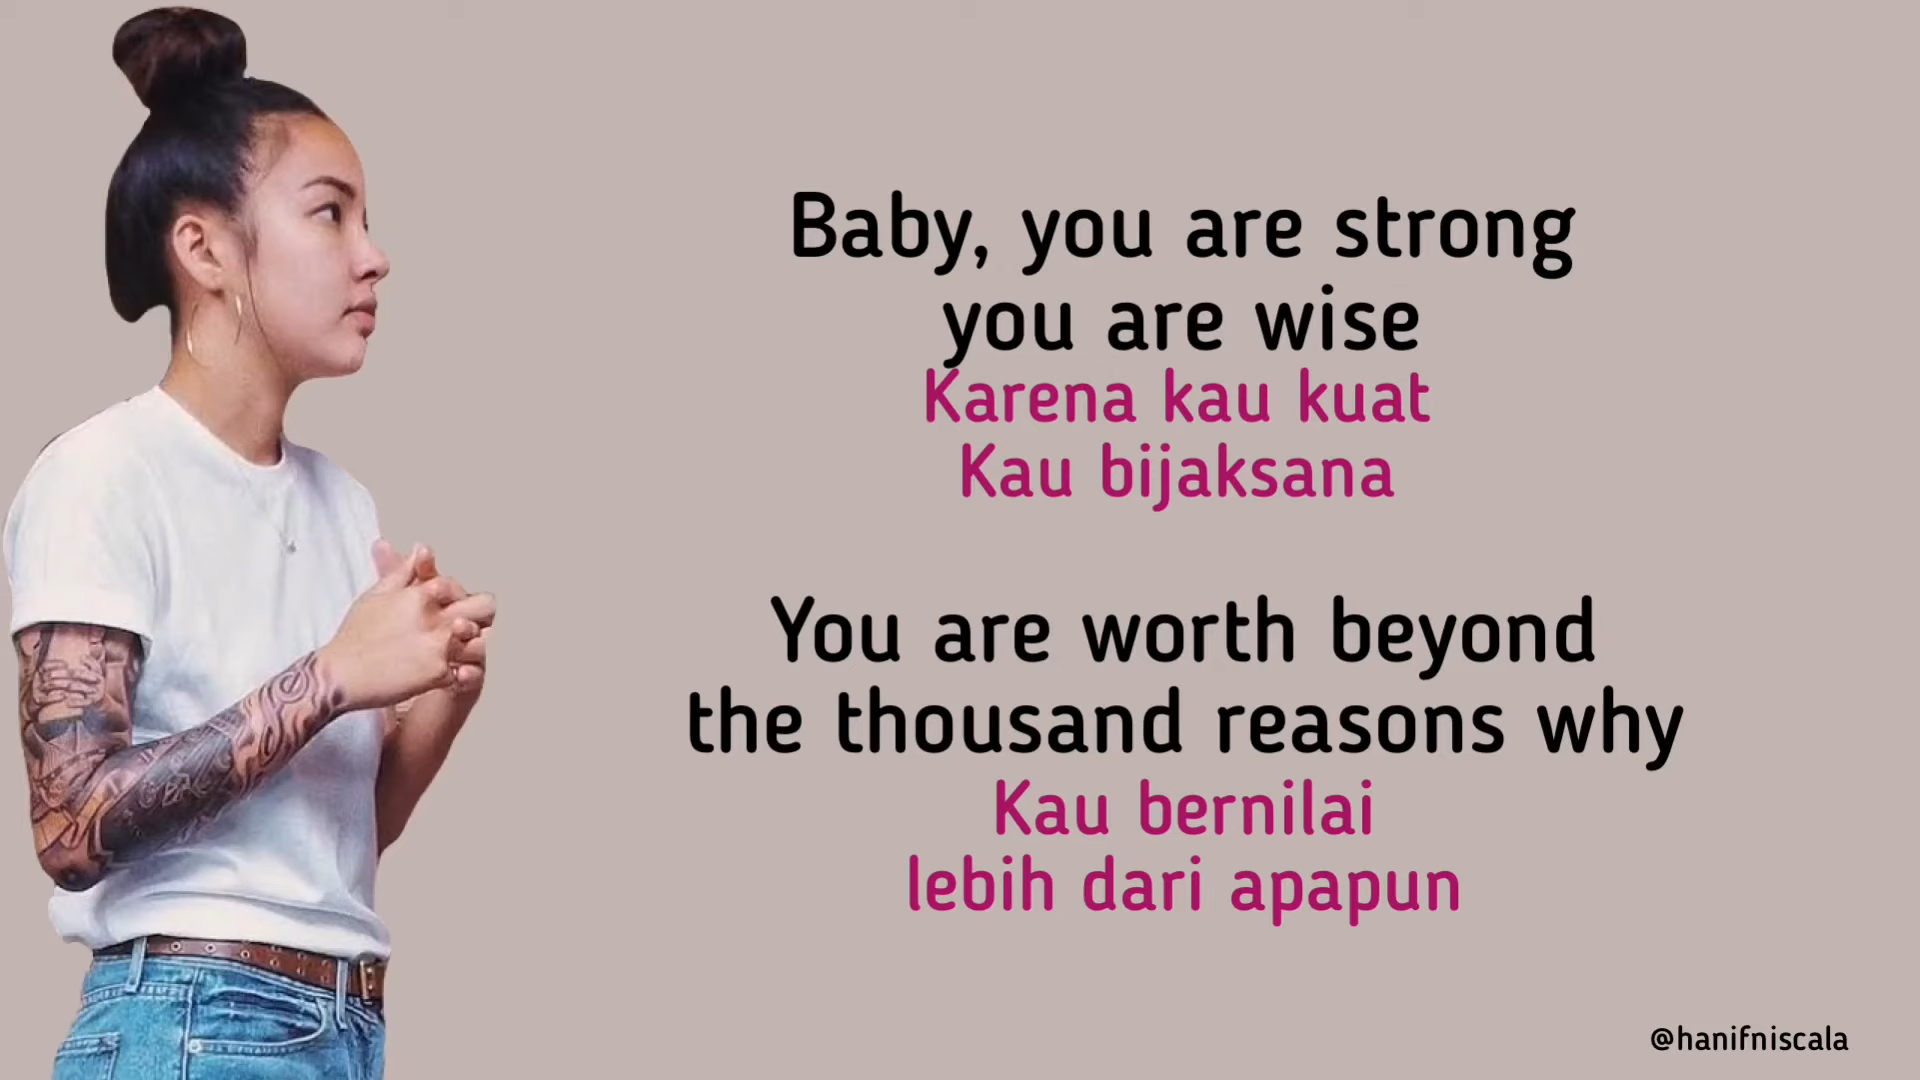 Baby, you are strong
you are wise
Karena kau kuat
Kau bijaksana
You are worth beyond
the thousand reasons why
Kau bernilai
lebih dari apapun
@hanifniscala